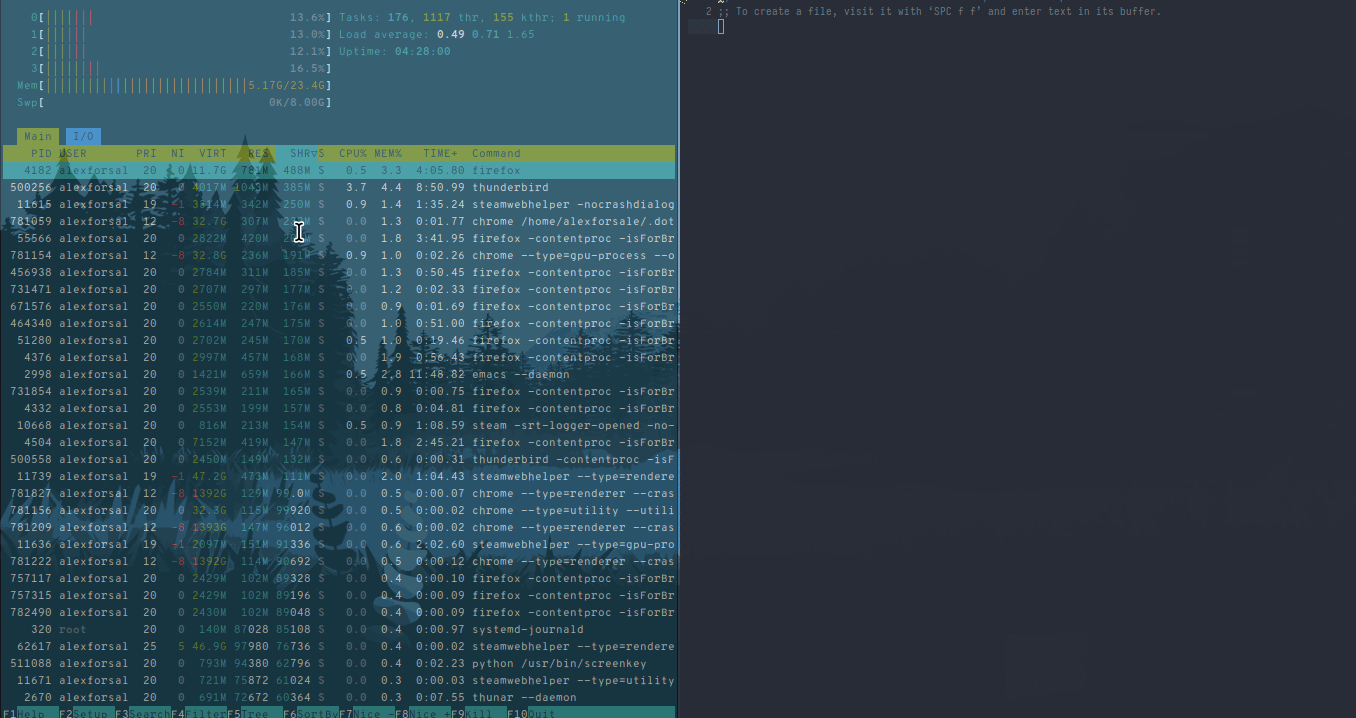 0[|||||||| 13.6%] Tasks: 176, 1117 thr, 155 kthr; 1 running
1[|||||| 13.0%] Load average: 0.49 0.71 1.65
2[|||||| 12.1%] Uptime: 04:28:00
3[|||||||| 16.5%]
Mem[|||||||||||||||||||||||||||||5.17G/23.4G]
Swp[ 0K/8.00G]
Main I/O
PID USER PRI NI VIRT RES SHR▽S CPU% MEM% TIME+ Command
4182 alexforsal 20 0 11.7G 781M 488M S 0.5 3.3 4:05.80 firefox
500256 alexforsal 20 0 4017M 1043M 385M S 3.7 4.4 8:50.99 thunderbird
11615 alexforsal 19 -1 3514M 342M 250M S 0.9 1.4 1:35.24 steamwebhelper -nocrashdialog
781059 alexforsal 12 -8 32.7G 307M S 0.0 1.3 0:01.77 chrome /home/alexforsale/.dot
55566 alexforsal 20 0 2822M 420M S 0.0 1.8 3:41.95 firefox -contentproc -isForBr
781154 alexforsal 12 -8 32.8G 236M 191M S 0.9 1.0 0:02.26 chrome --type=gpu-process --o
456938 alexforsal 20 0 2784M 311M 185M S 0.0 1.3 0:50.45 firefox -contentproc -isForBr
731471 alexforsal 20 0 2707M 297M 177M S 0.0 1.2 0:02.33 firefox -contentproc -isForBr
671576 alexforsal 20 0 2550M 220M 176M S 0.0 0.9 0:01.69 firefox -contentproc -isForBr
464340 alexforsal 20 0 2614M 247M 175M S 0.0 1.0 0:51.00 firefox -contentproc -isForBr
51280 alexforsal 20 0 2702M 245M 170M S 0.5 1.0 0:19.46 firefox -contentproc -isForBr
4376 alexforsal 20 0 2997M 457M 168M S 0.0 1.9 0:56.43 firefox -contentproc -isForBr
2998 alexforsal 20 0 1421M 659M 166M S 0.5 2.8 11:48.82 emacs --daemon
731854 alexforsal 20 0 2539M 211M 165M S 0.0 0.9 0:00.75 firefox -contentproc -isForBr
4332 alexforsal 20 0 2553M 199M 157M S 0.0 0.8 0:04.81 firefox -contentproc -isForBr
10668 alexforsal 20 0 816M 213M 154M S 0.5 0.9 1:08.59 steam -srt-logger-opened -no-
4504 alexforsal 20 0 7152M 419M 147M S 0.0 1.8 2:45.21 firefox -contentproc -isForBr
500558 alexforsal 20 0 2450M 149M 132M S 0.0 0.6 0:00.31 thunderbird -contentproc -isF
11739 alexforsal 19 -1 47.2G 473M 111M S 0.0 2.0 1:04.43 steamwebhelper --type=rendere
781827 alexforsal 12 -8 1392G 129M 99.0M S 0.0 0.5 0:00.07 chrome --type=renderer --cras
781156 alexforsal 20 0 32.3G 115M 99920 S 0.0 0.5 0:00.02 chrome --type=utility --utili
781209 alexforsal 12 -8 1393G 147M 96012 S 0.0 0.6 0:00.02 chrome --type=renderer --cras
11636 alexforsal 19 -1 2097M 151M 91336 S 0.0 0.6 2:02.60 steamwebhelper --type=gpu-pro
781222 alexforsal 12 -8 1392G 114M 90692 S 0.0 0.5 0:00.12 chrome --type=renderer --cras
757117 alexforsal 20 0 2429M 102M 89328 S 0.0 0.4 0:00.10 firefox -contentproc -isForBr
757315 alexforsal 20 0 2429M 102M 89196 S 0.0 0.4 0:00.09 firefox -contentproc -isForBr
782490 alexforsal 20 0 2430M 102M 89048 S 0.0 0.4 0:00.09 firefox -contentproc -isForBr
320 root 20 0 140M 87028 85108 S 0.0 0.4 0:00.97 systemd-journald
62617 alexforsal 25 5 46.9G 97980 76736 S 0.0 0.4 0:00.02 steamwebhelper --type=rendere
511088 alexforsal 20 0 793M 94380 62796 S 0.0 0.4 0:02.23 python /usr/bin/screenkey
11671 alexforsal 20 0 721M 75872 61024 S 0.0 0.3 0:00.03 steamwebhelper --type=utility
2670 alexforsal 20 0 691M 72672 60364 S 0.0 0.3 0:07.55 thunar --daemon
F1Help F2Setup F3SearchF4FilterF5Tree F6SortByF7Nice -F8Nice +F9Kill F10Quit
2 ;; To create a file, visit it with ‘SPC f f’ and enter text in its buffer.